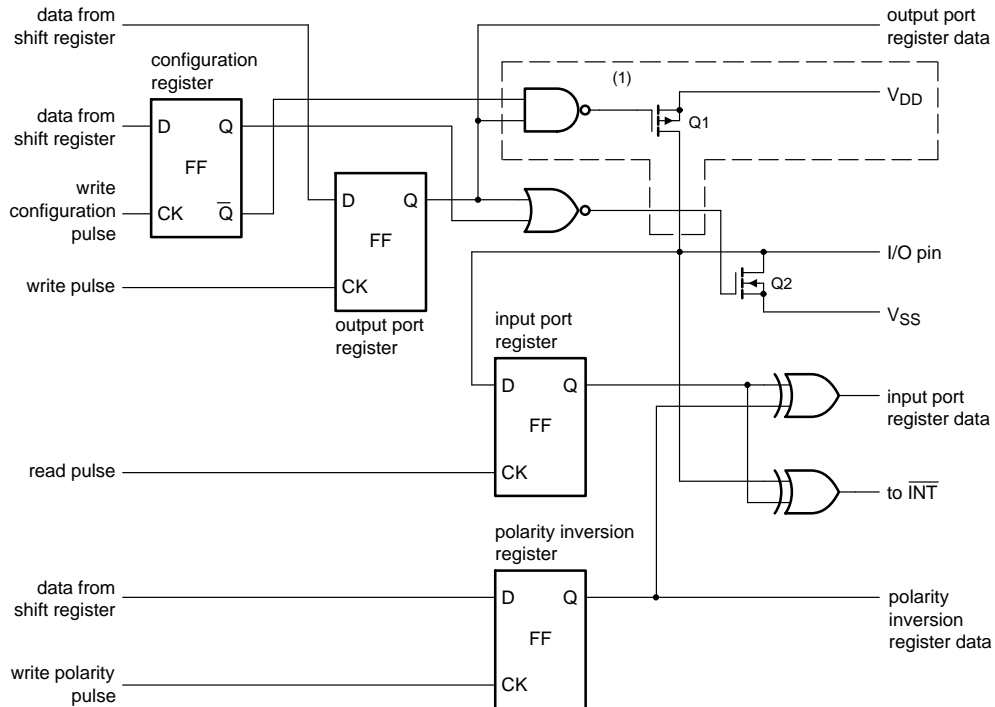 data from
shift register
output port
register data
configuration
register
(1)
V_DD
Q1
data from
shift register
D
Q
FF
write
configuration
pulse
CK
Q̅
D
Q
FF
CK
I/O pin
Q2
V_SS
write pulse
output port
register
input port
register
D
Q
FF
CK
input port
register data
read pulse
to I̅N̅T̅
polarity inversion
register
data from
shift register
D
Q
FF
CK
polarity
inversion
register data
write polarity
pulse